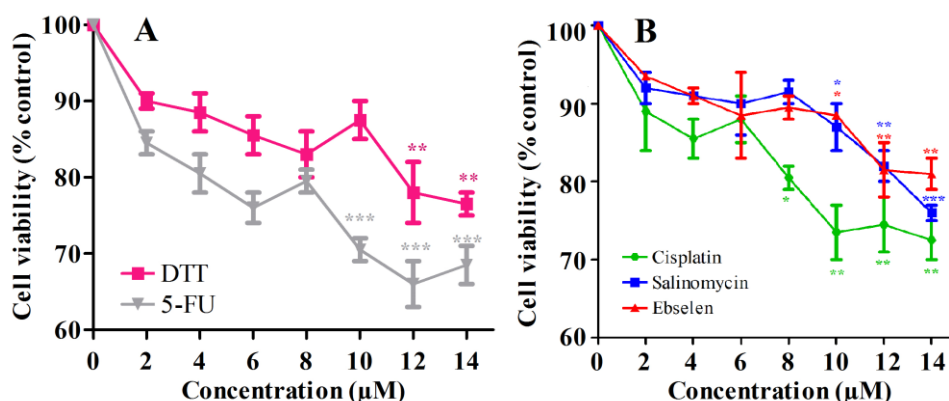 A
Cell viability (% control)
100
90
80
70
60
**
**
***
***
***
DTT
5-FU
0 2 4 6 8 10 12 14
Concentration (µM)
B
Cell viability (% control)
100
90
80
70
60
*
*
**
**
**
***
*
**
**
**
Cisplatin
Salinomycin
Ebselen
0 2 4 6 8 10 12 14
Concentration (µM)